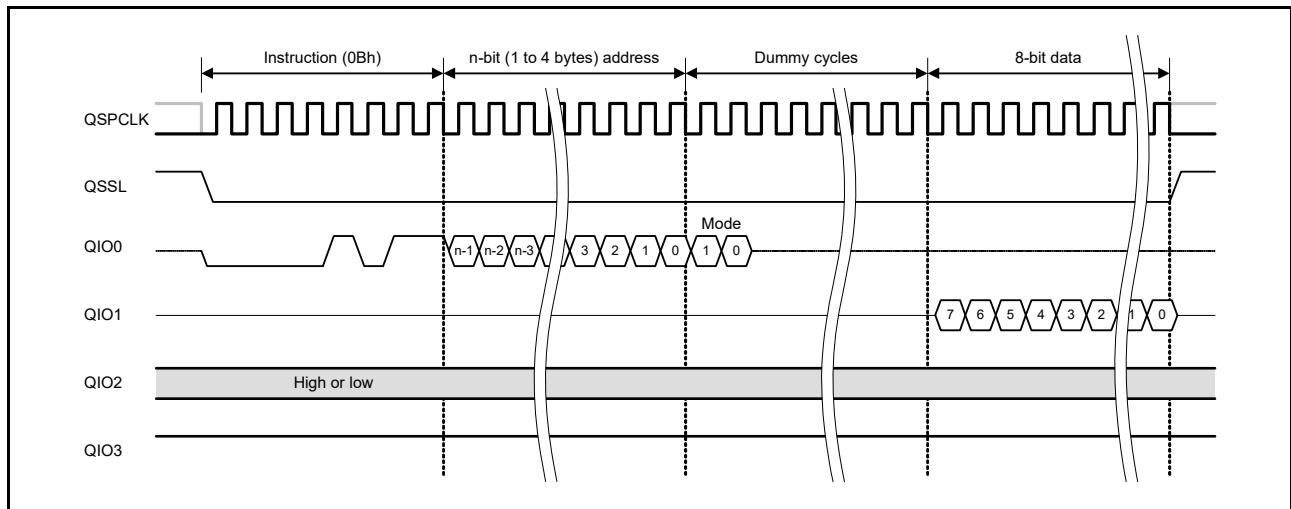 Instruction (0Bh) n-bit (1 to 4 bytes) address Dummy cycles 8-bit data
QSPCLK
QSSL
Mode
QIO0 n-1 n-2 n-3 3 2 1 0 1 0
QIO1 7 6 5 4 3 2 1 0
QIO2 High or low
QIO3